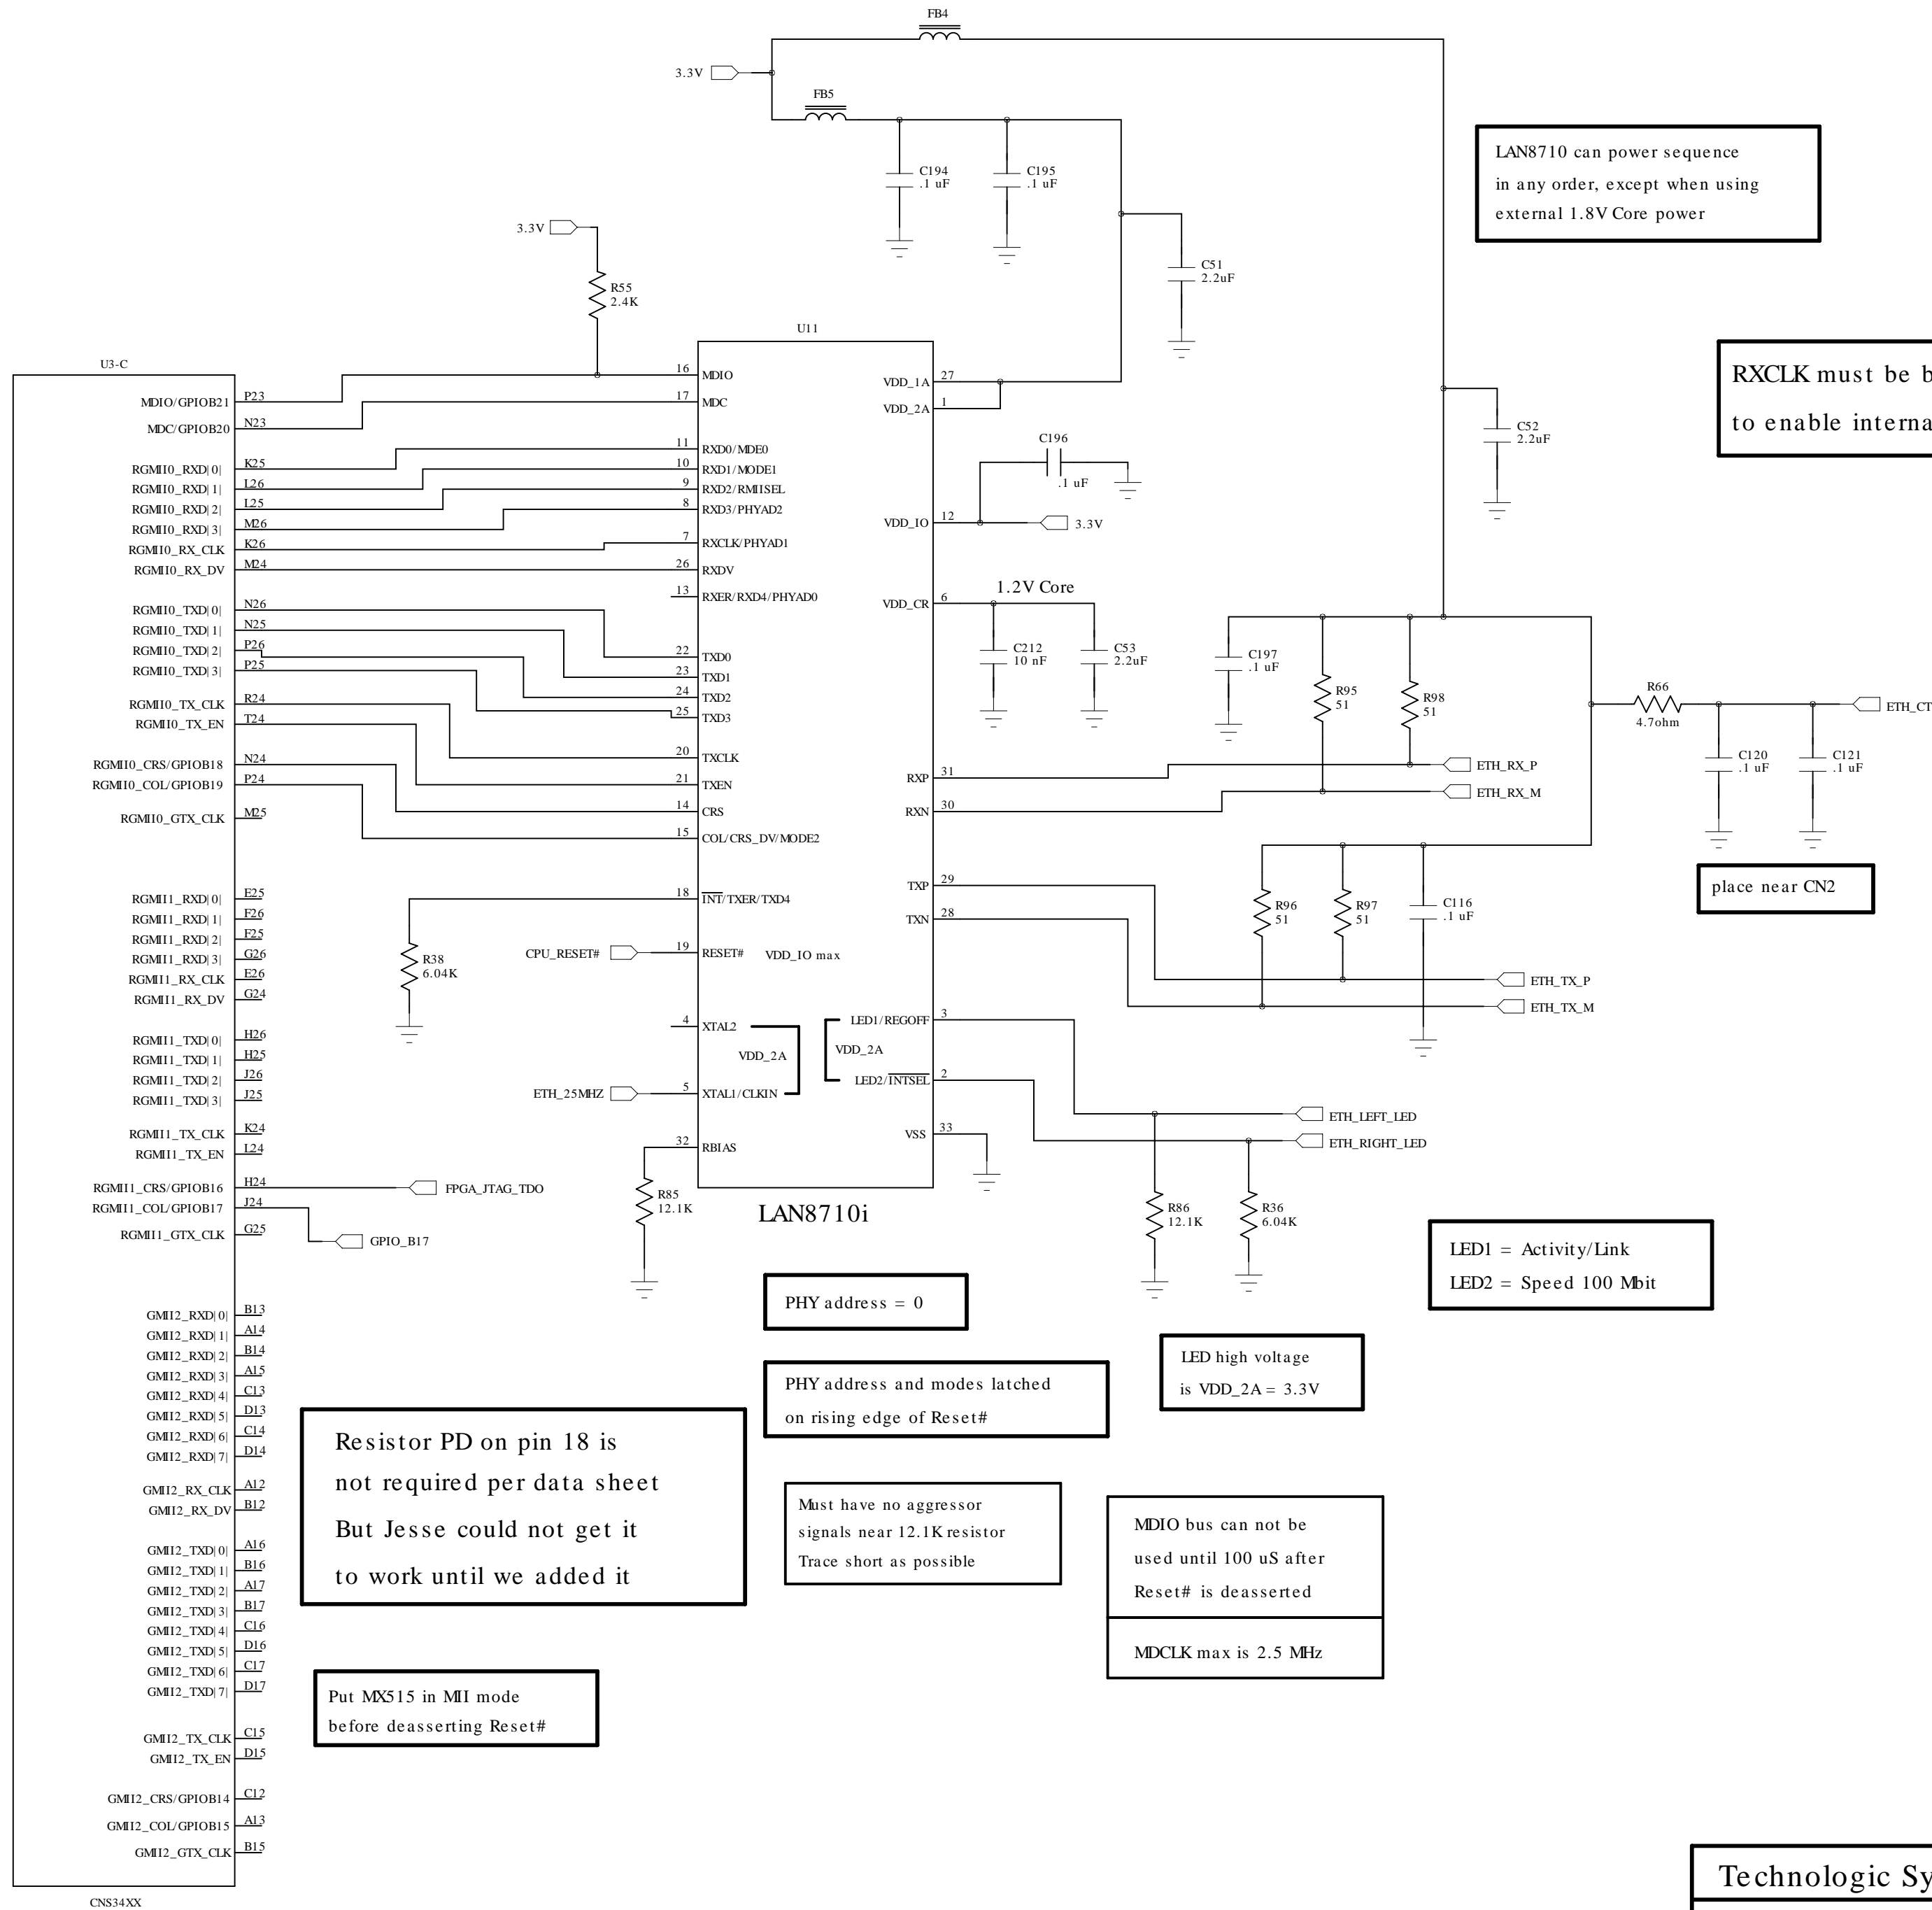 FB4
3.3V
FB5
C194
.1 uF
C195
.1 uF
LAN8710 can power sequence
in any order, except when using
external 1.8V Core power
3.3V
R55
2.4K
C51
2.2uF
U11
U3-C
RXCLK must be b
to enable interna
C52
2.2uF
MDIO/GPIOB21 P23
MDC/GPIOB20 N23
RGMII0_RXD|0| K25
RGMII0_RXD|1| L26
RGMII0_RXD|2| L25
RGMII0_RXD|3| M26
RGMII0_RX_CLK K26
RGMII0_RX_DV M24
RGMII0_TXD|0| N26
RGMII0_TXD|1| N25
RGMII0_TXD|2| P26
RGMII0_TXD|3| P25
RGMII0_TX_CLK R24
RGMII0_TX_EN T24
RGMII0_CRS/GPIOB18 N24
RGMII0_COL/GPIOB19 P24
RGMII0_GTX_CLK M25
RGMII1_RXD|0| E25
RGMII1_RXD|1| F26
RGMII1_RXD|2| F25
RGMII1_RXD|3| G26
RGMII1_RX_CLK E26
RGMII1_RX_DV G24
RGMII1_TXD|0| H26
RGMII1_TXD|1| H25
RGMII1_TXD|2| J26
RGMII1_TXD|3| J25
RGMII1_TX_CLK K24
RGMII1_TX_EN L24
RGMII1_CRS/GPIOB16 H24
FPGA_JTAG_TDO
RGMII1_COL/GPIOB17 J24
RGMII1_GTX_CLK G25
GPIO_B17
GMII2_RXD|0| B13
GMII2_RXD|1| A14
GMII2_RXD|2| B14
GMII2_RXD|3| A15
GMII2_RXD|4| C13
GMII2_RXD|5| D13
GMII2_RXD|6| C14
GMII2_RXD|7| D14
GMII2_RX_CLK A12
GMII2_RX_DV B12
GMII2_TXD|0| A16
GMII2_TXD|1| B16
GMII2_TXD|2| A17
GMII2_TXD|3| B17
GMII2_TXD|4| C16
GMII2_TXD|5| D16
GMII2_TXD|6| C17
GMII2_TXD|7| D17
GMII2_TX_CLK C15
GMII2_TX_EN D15
GMII2_CRS/GPIOB14 C12
GMII2_COL/GPIOB15 A13
GMII2_GTX_CLK B15
CNS34XX
16 MDIO
17 MDC
11 RXD0/MDE0
10 RXD1/MODE1
9 RXD2/RMIISEL
8 RXD3/PHYAD2
7 RXCLK/PHYAD1
26 RXDV
13 RXER/RXD4/PHYAD0
22 TXD0
23 TXD1
24 TXD2
25 TXD3
20 TXCLK
21 TXEN
14 CRS
15 COL/CRS_DV/MODE2
18 INT/TXER/TXD4
R38
6.04K
CPU_RESET# 19 RESET# VDD_IO max
4 XTAL2
VDD_2A
ETH_25MHZ 5 XTAL1/CLKIN
32 RBIAS
R85
12.1K
LAN8710i
VDD_1A 27
VDD_2A 1
C196
.1 uF
VDD_IO 12
3.3V
1.2V Core
VDD_CR 6
C212
10 nF
C53
2.2uF
C197
.1 uF
R95
51
R98
51
R66
4.7ohm
ETH_CT
C120
.1 uF
C121
.1 uF
RXP 31
ETH_RX_P
RXN 30
ETH_RX_M
place near CN2
TXP 29
TXN 28
R96
51
R97
51
C116
.1 uF
ETH_TX_P
ETH_TX_M
LED1/REGOFF 3
VDD_2A
LED2/INTSEL 2
VSS 33
ETH_LEFT_LED
ETH_RIGHT_LED
R86
12.1K
R36
6.04K
LED1 = Activity/Link
LED2 = Speed 100 Mbit
PHY address = 0
LED high voltage
is VDD_2A = 3.3V
PHY address and modes latched
on rising edge of Reset#
Resistor PD on pin 18 is
not required per data sheet
But Jesse could not get it
to work until we added it
Must have no aggressor
signals near 12.1K resistor
Trace short as possible
MDIO bus can not be
used until 100 uS after
Reset# is deasserted
MDCLK max is 2.5 MHz
Put MX515 in MII mode
before deasserting Reset#
Technologic Sy